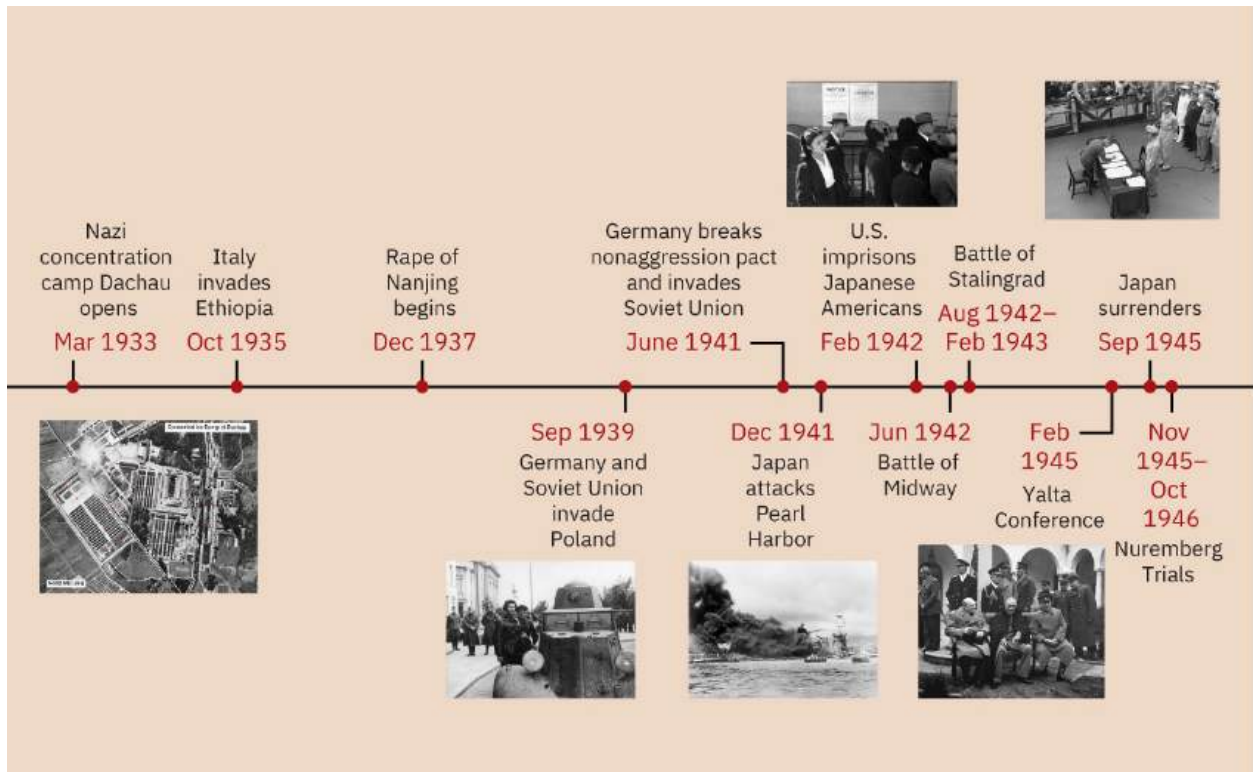 Nazi
concentration
camp Dachau
opens
Mar 1933
Italy
invades
Ethiopia
Oct 1935
Rape of
Nanjing
begins
Dec 1937
Germany breaks
nonaggression pact
and invades
Soviet Union
June 1941
U.S.
imprisons
Japanese
Americans
Feb 1942
Battle of
Stalingrad
Aug 1942–
Feb 1943
Japan
surrenders
Sep 1945
Sep 1939
Germany and
Soviet Union
invade
Poland
Dec 1941
Japan
attacks
Pearl
Harbor
Jun 1942
Battle of
Midway
Feb
1945
Yalta
Conference
Nov
1945–
Oct
1946
Nuremberg
Trials